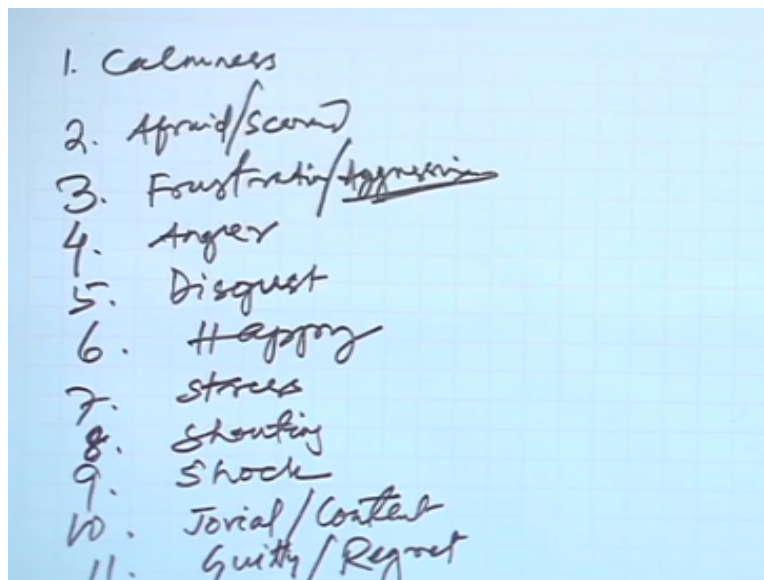 1. Calmness
2. Afraid/Scared
3. Frustration/Aggression
4. Anger
5. Disgust
6. Happy
7. Stress
8. Shouting
9. Shock
10. Jovial/Content
11. Guilty/Regret